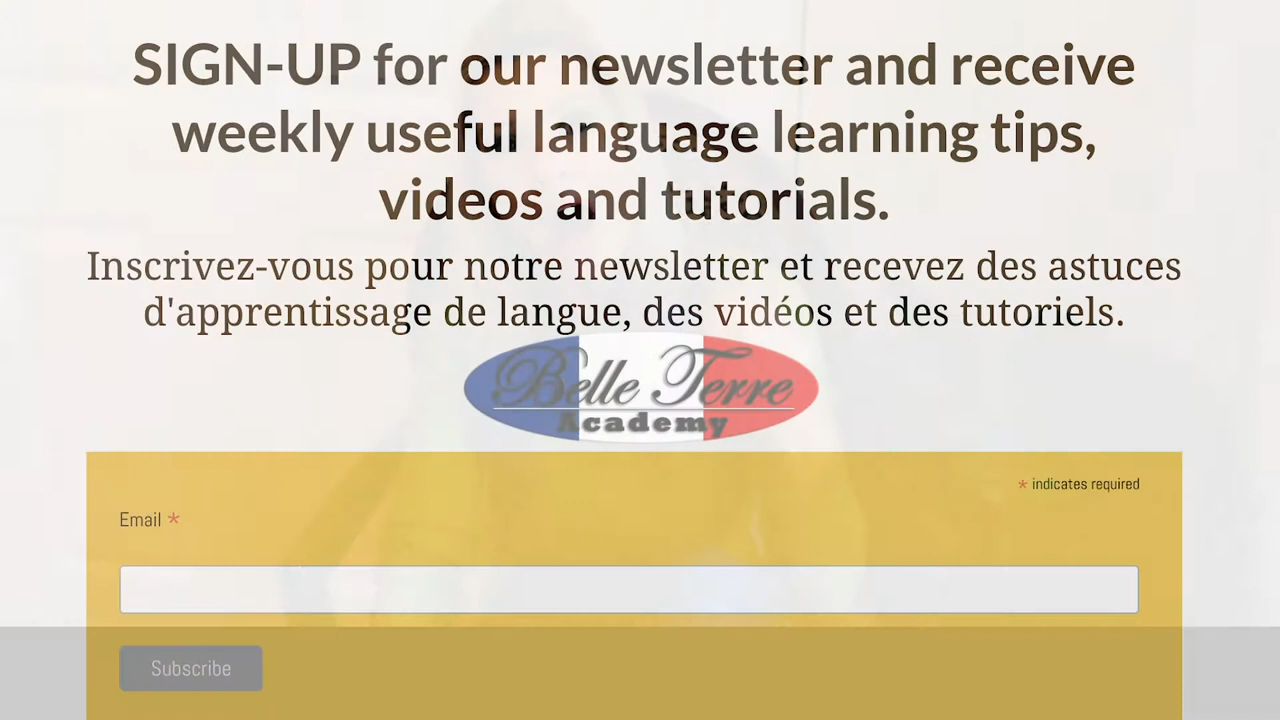 SIGN-UP for our newsletter and receive
weekly useful language learning tips,
videos and tutorials.
Inscrivez-vous pour notre newsletter et recevez des astuces
d'apprentissage de langue, des vidéos et des tutoriels.
Belle Terre
Academy
* indicates required
Email *
Subscribe